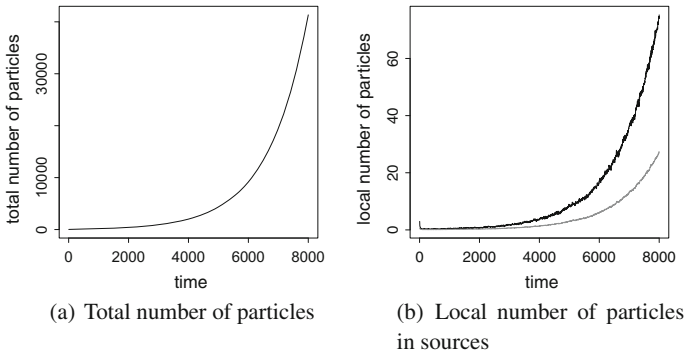 total number of particles
30000
10000
0
0
2000
4000
6000
8000
time
(a) Total number of particles
local number of particles
60
40
20
0
0
2000
4000
6000
8000
time
(b) Local number of particles
in sources